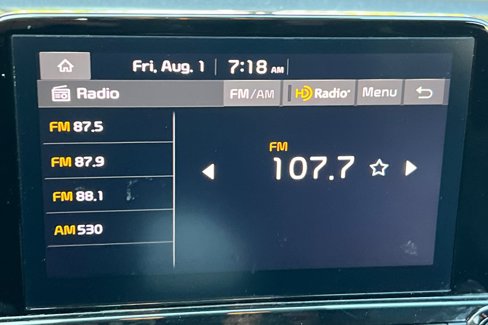 Fri, Aug. 1 7:18 AM
Radio FM/AM HD Radio Menu
FM 87.5
FM 87.9
FM 88.1
AM 530
FM
107.7